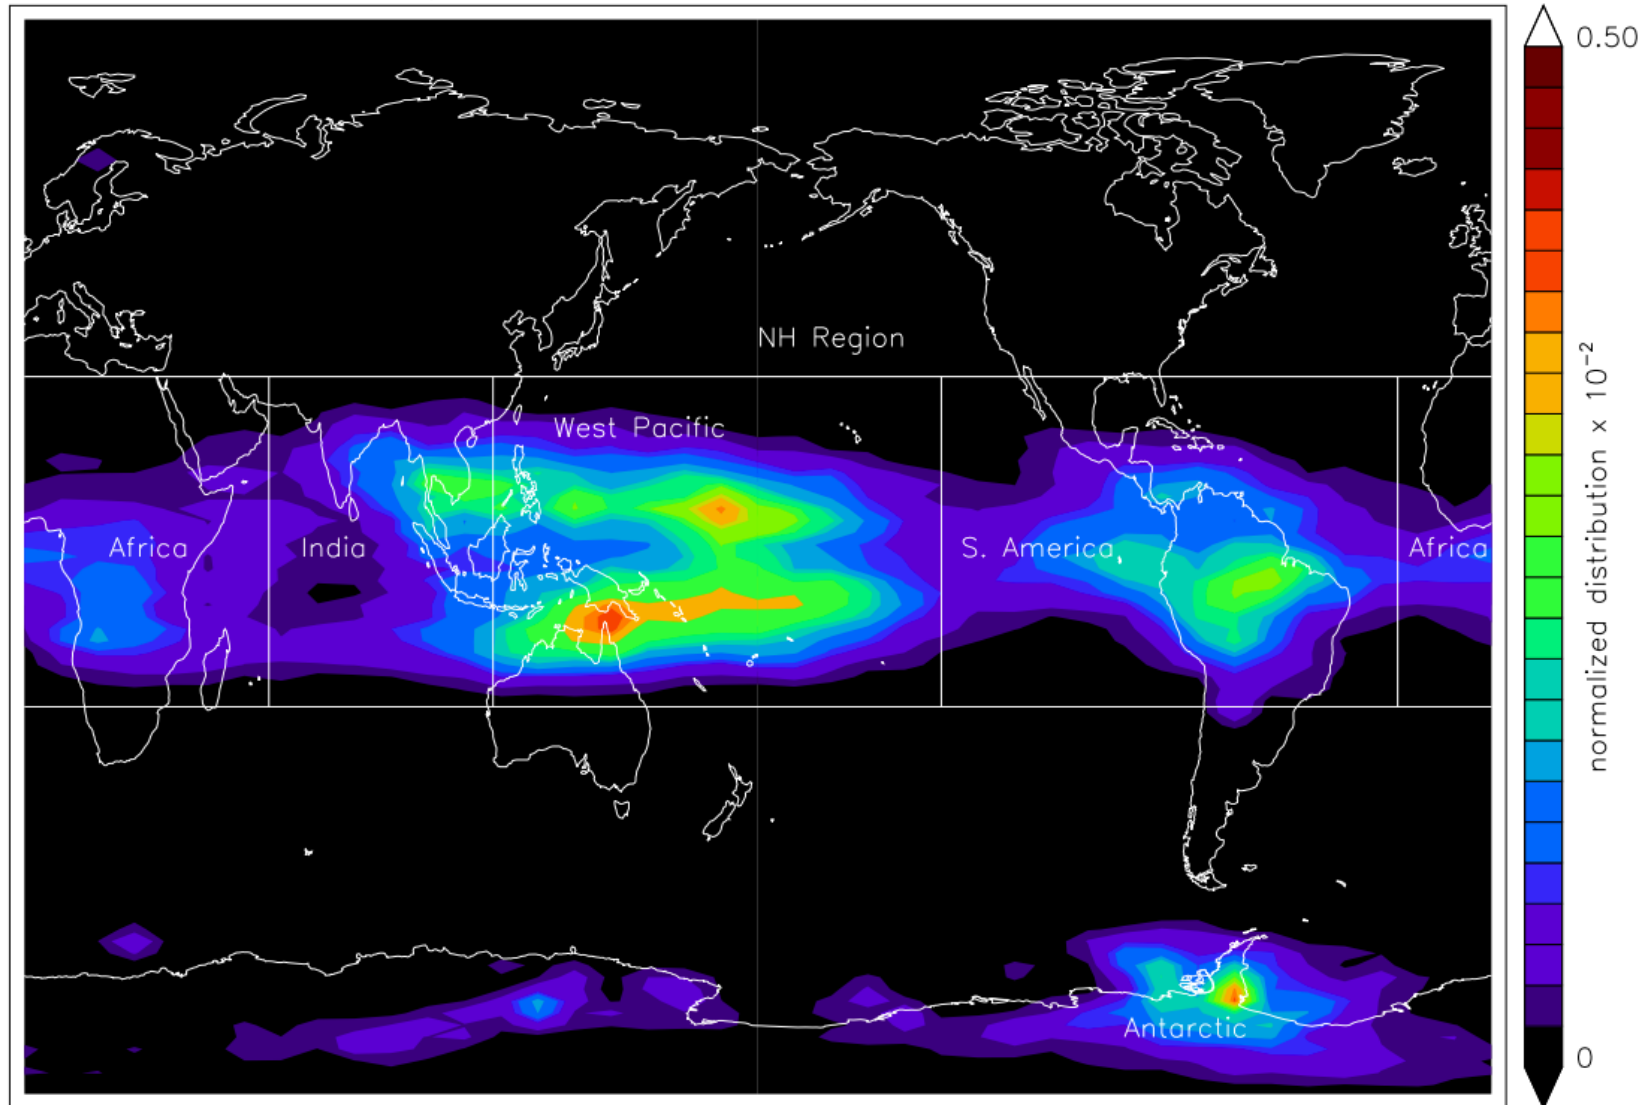 0.50
NH Region
West Pacific
Africa
India
S. America
Africa
Antarctic
normalized distribution x 10⁻²
0